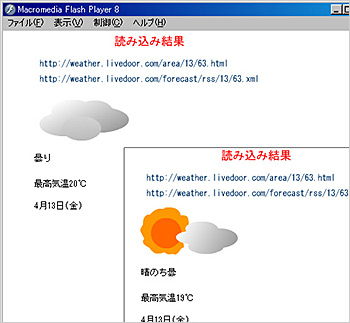 Macromedia Flash Player 8
ファイル(F) 表示(V) 制御(C) ヘルプ(H)
読み込み結果
http://weather.livedoor.com/area/13/63.html
http://weather.livedoor.com/forecast/rss/13/63.xml
曇り
最高気温20℃
4月13日(金)
読み込み結果
http://weather.livedoor.com/area/13/63.html
http://weather.livedoor.com/forecast/rss/13/63
晴のち曇
最高気温19℃
4月13日(金)